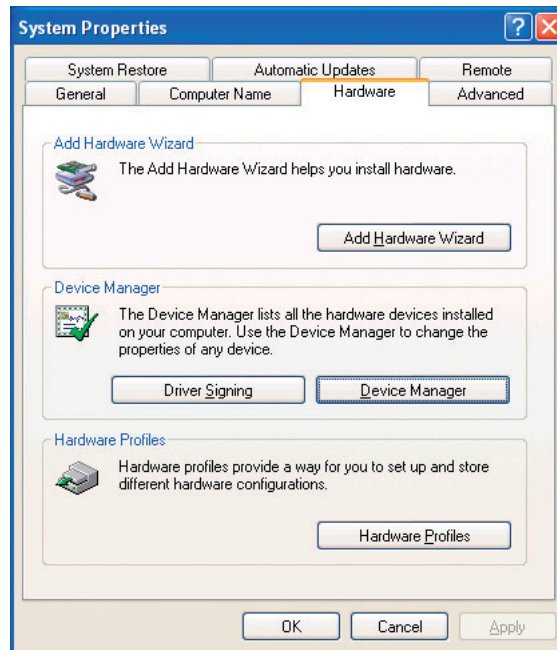 System Properties
System Restore Automatic Updates Remote
General Computer Name Hardware Advanced
Add Hardware Wizard
The Add Hardware Wizard helps you install hardware.
Add Hardware Wizard
Device Manager
The Device Manager lists all the hardware devices installed
on your computer. Use the Device Manager to change the
properties of any device.
Driver Signing Device Manager
Hardware Profiles
Hardware profiles provide a way for you to set up and store
different hardware configurations.
Hardware Profiles
OK Cancel Apply